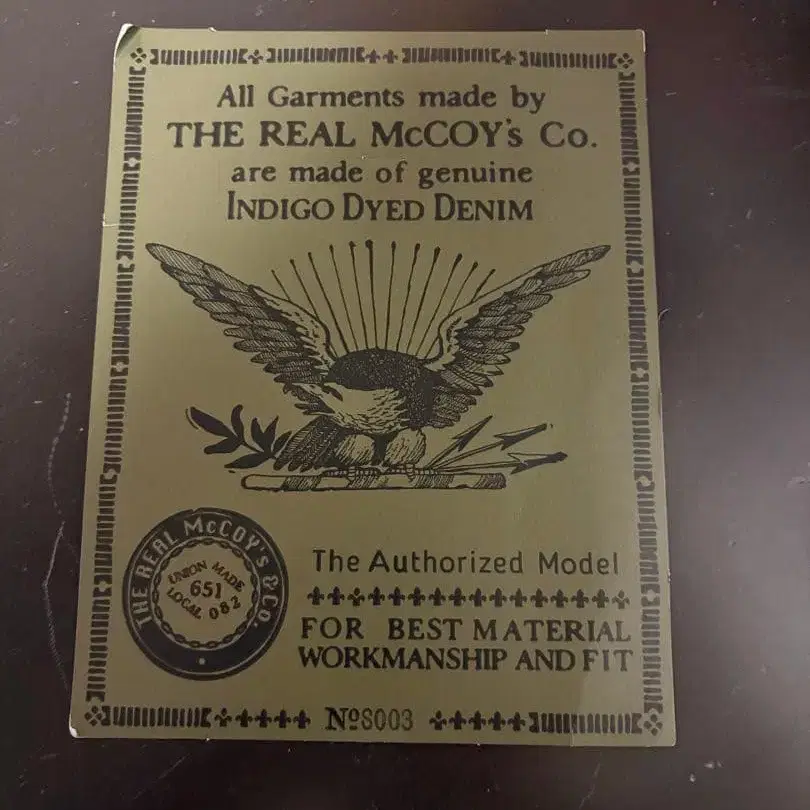 All Garments made by
THE REAL McCOY's Co.
are made of genuine
INDIGO DYED DENIM
THE REAL McCOY's & Co.
UNION MADE
651
LOCAL 082
The Authorized Model
FOR BEST MATERIAL
WORKMANSHIP AND FIT
NoS003